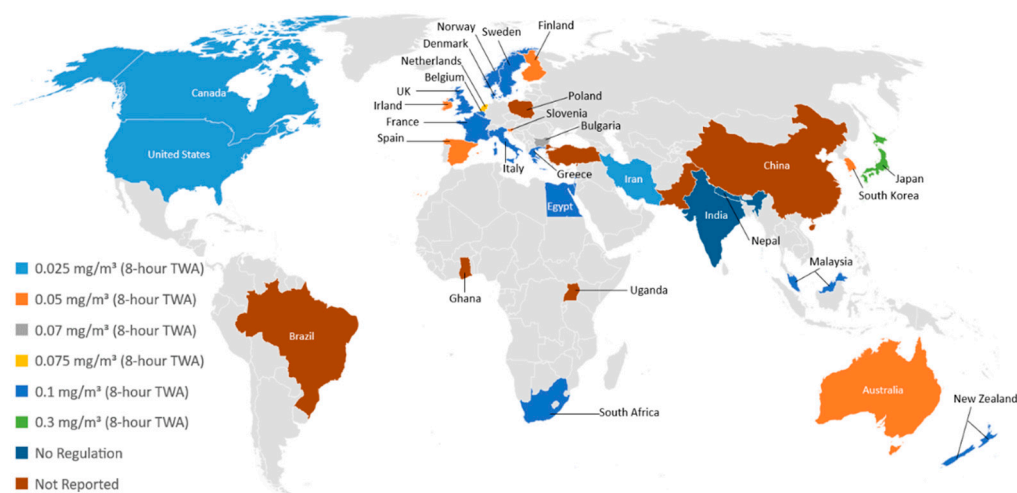 Norway
Sweden
Finland
Denmark
Netherlands
Belgium
UK
Irland
France
Spain
Poland
Slovenia
Bulgaria
Italy
Greece
Canada
United States
Iran
China
Japan
South Korea
Egypt
India
Nepal
Malaysia
Ghana
Uganda
Brazil
South Africa
Australia
New Zealand
0.025 mg/m³ (8-hour TWA)
0.05 mg/m³ (8-hour TWA)
0.07 mg/m³ (8-hour TWA)
0.075 mg/m³ (8-hour TWA)
0.1 mg/m³ (8-hour TWA)
0.3 mg/m³ (8-hour TWA)
No Regulation
Not Reported